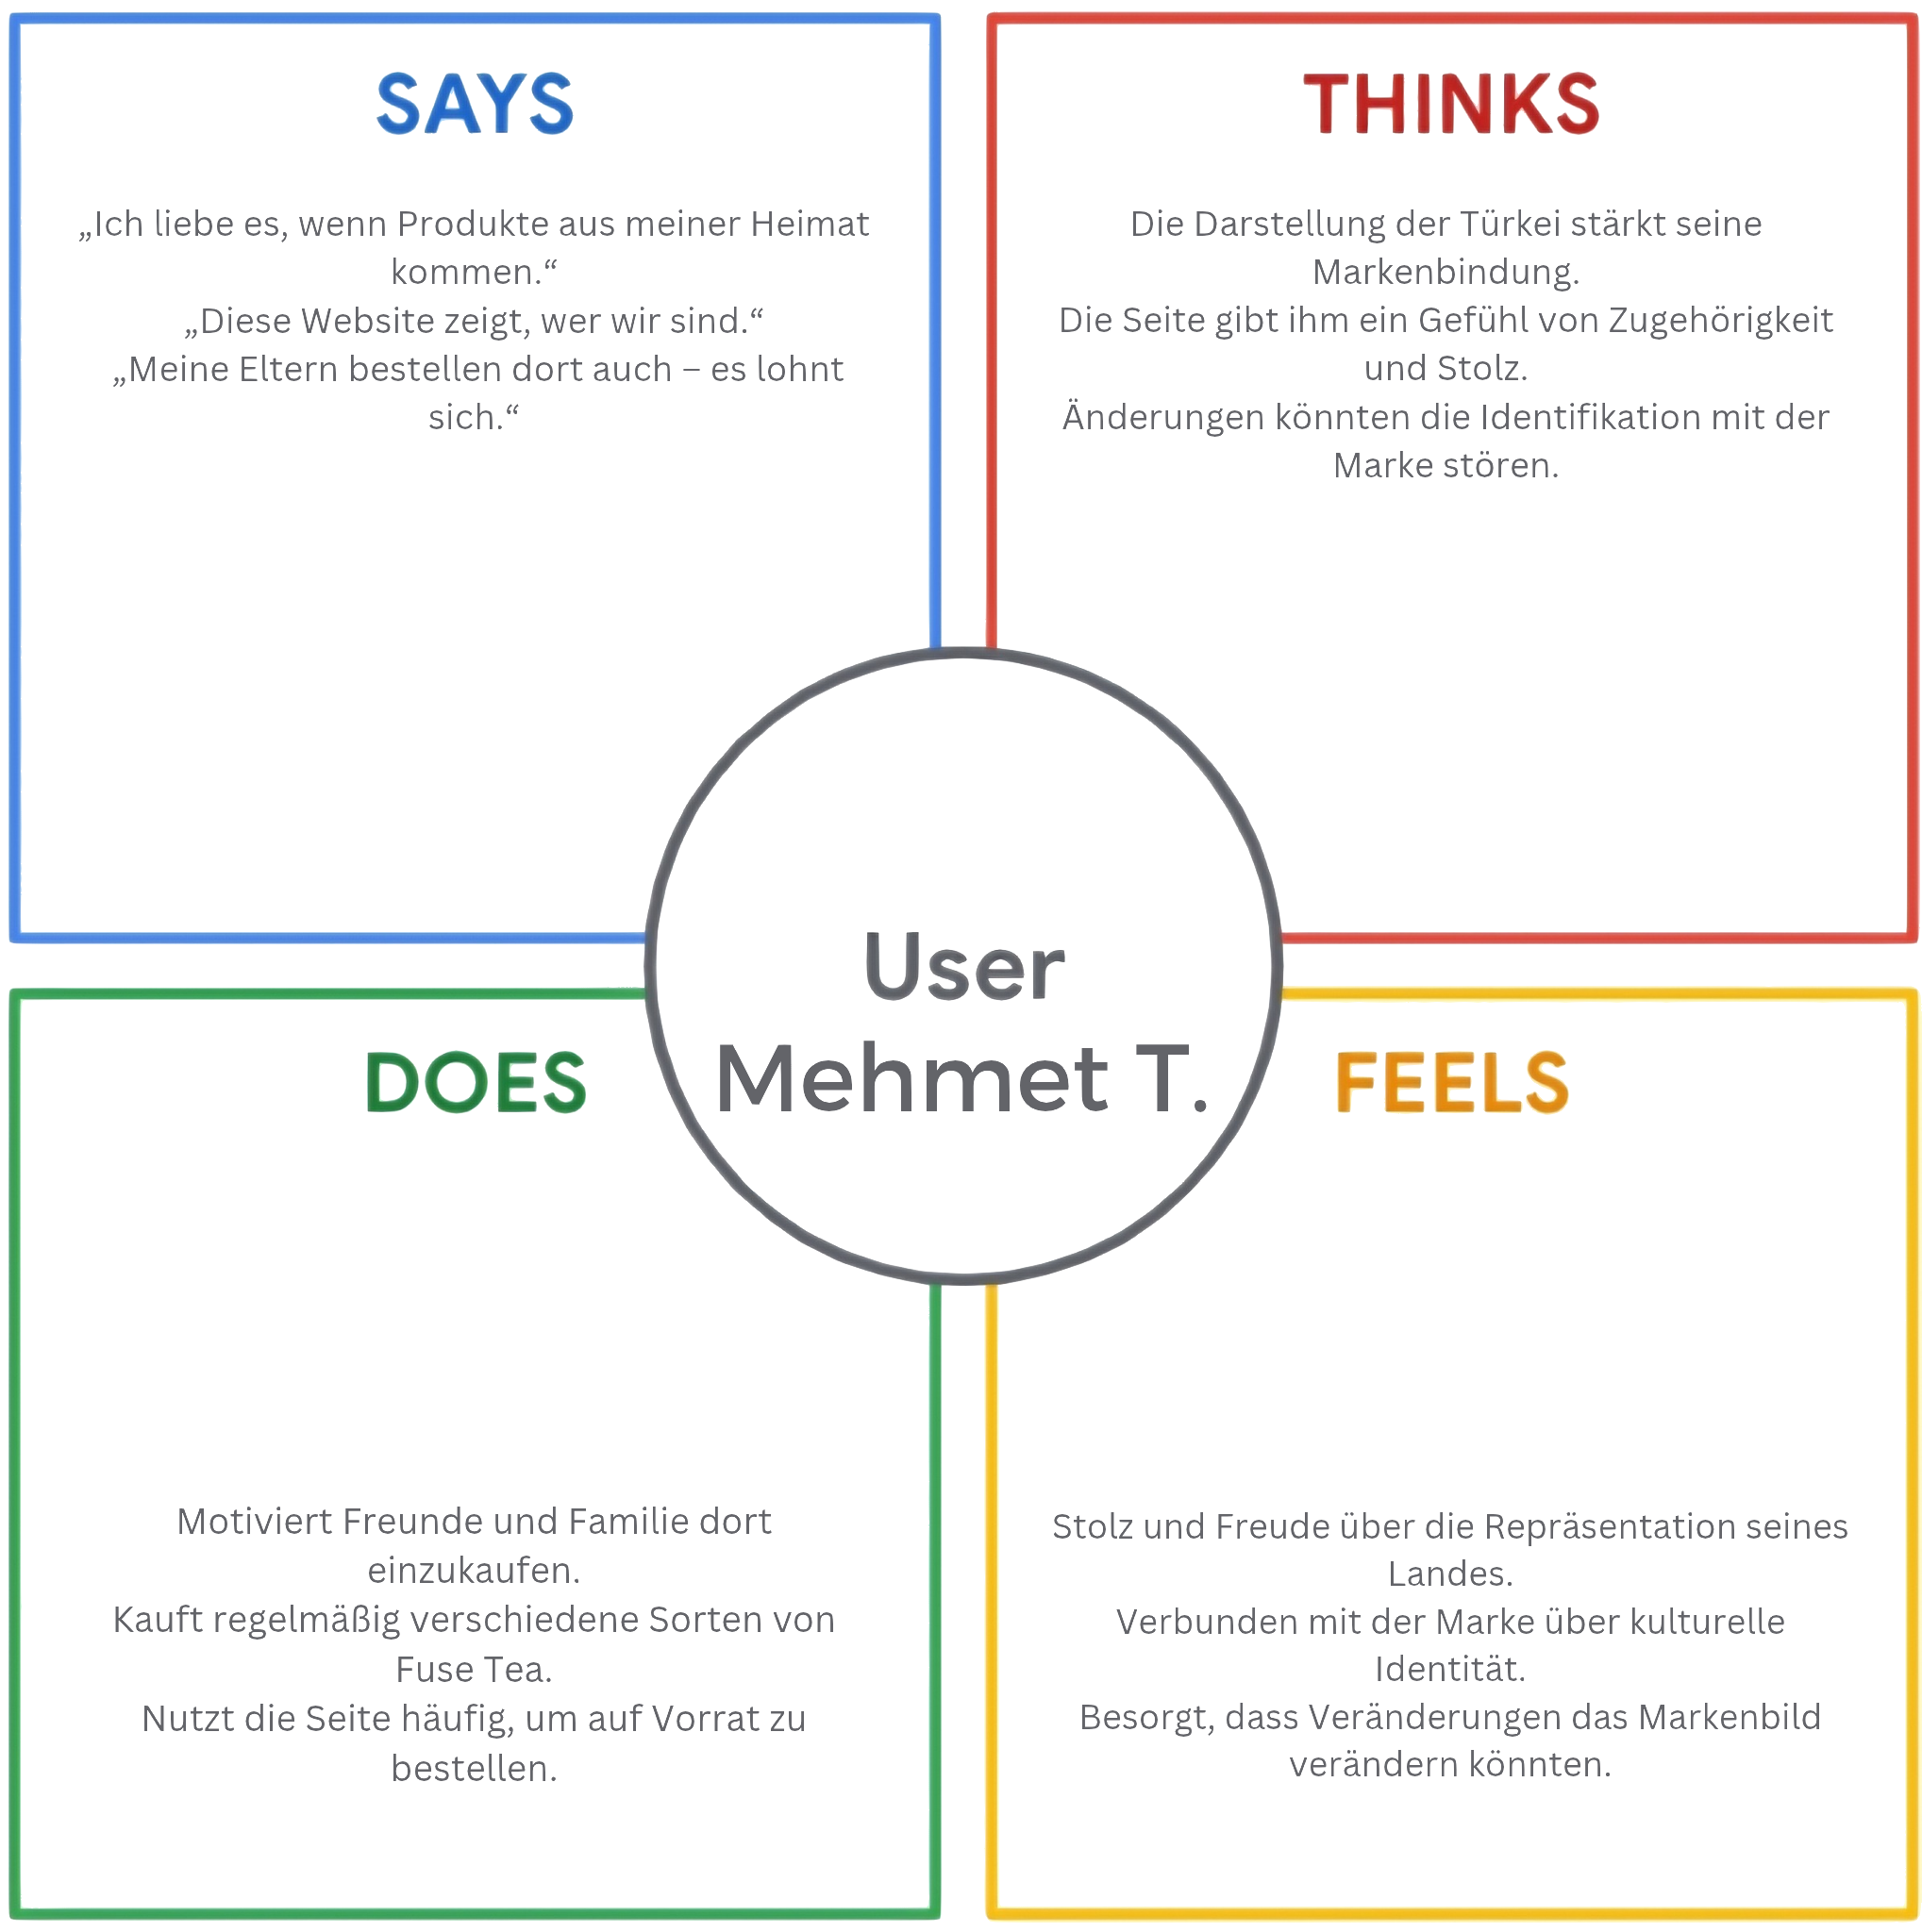 SAYS
„Ich liebe es, wenn Produkte aus meiner Heimat
kommen.“
„Diese Website zeigt, wer wir sind.“
„Meine Eltern bestellen dort auch – es lohnt
sich.“
THINKS
Die Darstellung der Türkei stärkt seine
Markenbindung.
Die Seite gibt ihm ein Gefühl von Zugehörigkeit
und Stolz.
Änderungen könnten die Identifikation mit der
Marke stören.
User
Mehmet T.
DOES
Motiviert Freunde und Familie dort
einzukaufen.
Kauft regelmäßig verschiedene Sorten von
Fuse Tea.
Nutzt die Seite häufig, um auf Vorrat zu
bestellen.
FEELS
Stolz und Freude über die Repräsentation seines
Landes.
Verbunden mit der Marke über kulturelle
Identität.
Besorgt, dass Veränderungen das Markenbild
verändern könnten.